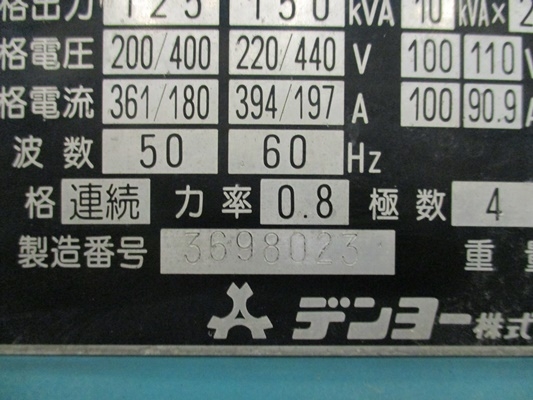 格出力 125 150 kVA 10 kVA×2
格電圧 200/400 220/440 V 100 110 V
格電流 361/180 394/197 A 100 90.9 A
波数 50 60 Hz
格 連続 力率 0.8 極数 4
製造番号 3698023 重量
デンヨー株式